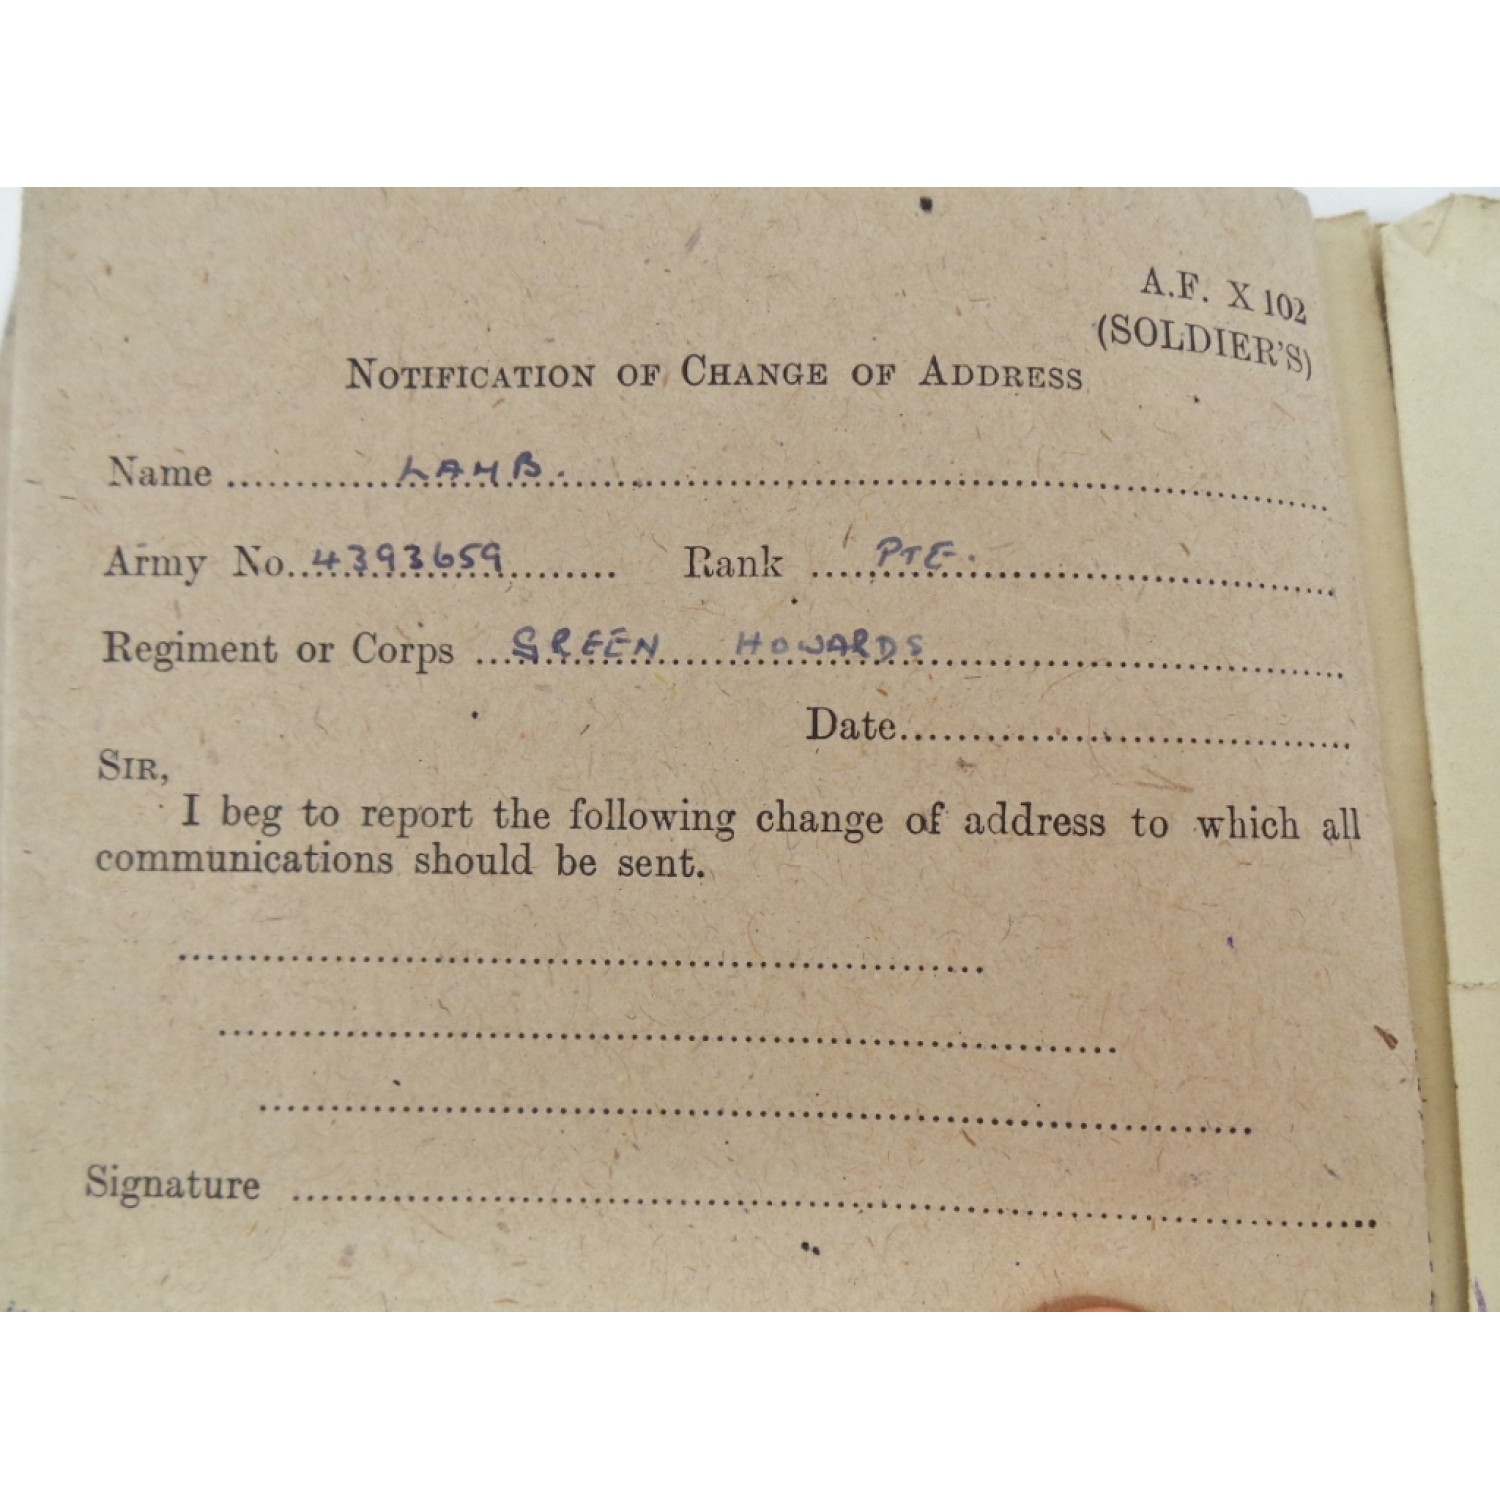 A.F. X 102
(SOLDIER'S)
NOTIFICATION OF CHANGE OF ADDRESS
Name ........ LAMB. ........
Army No. 4393659 ........ Rank ........ PTE. ........
Regiment or Corps ... GREEN HOWARDS ........
Date........
SIR,
I beg to report the following change of address to which all
communications should be sent.
Signature ........